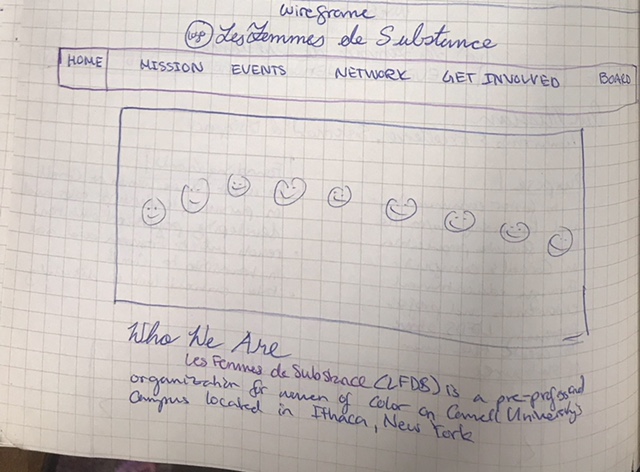 Wireframe
Logo Les Femmes de Substance
HOME MISSION EVENTS NETWORK GET INVOLVED BOARD
Who We Are
Les Femmes de Substance (LFDS) is a pre-professional
organization for women of color on Cornell University's
Campus located in Ithaca, New York